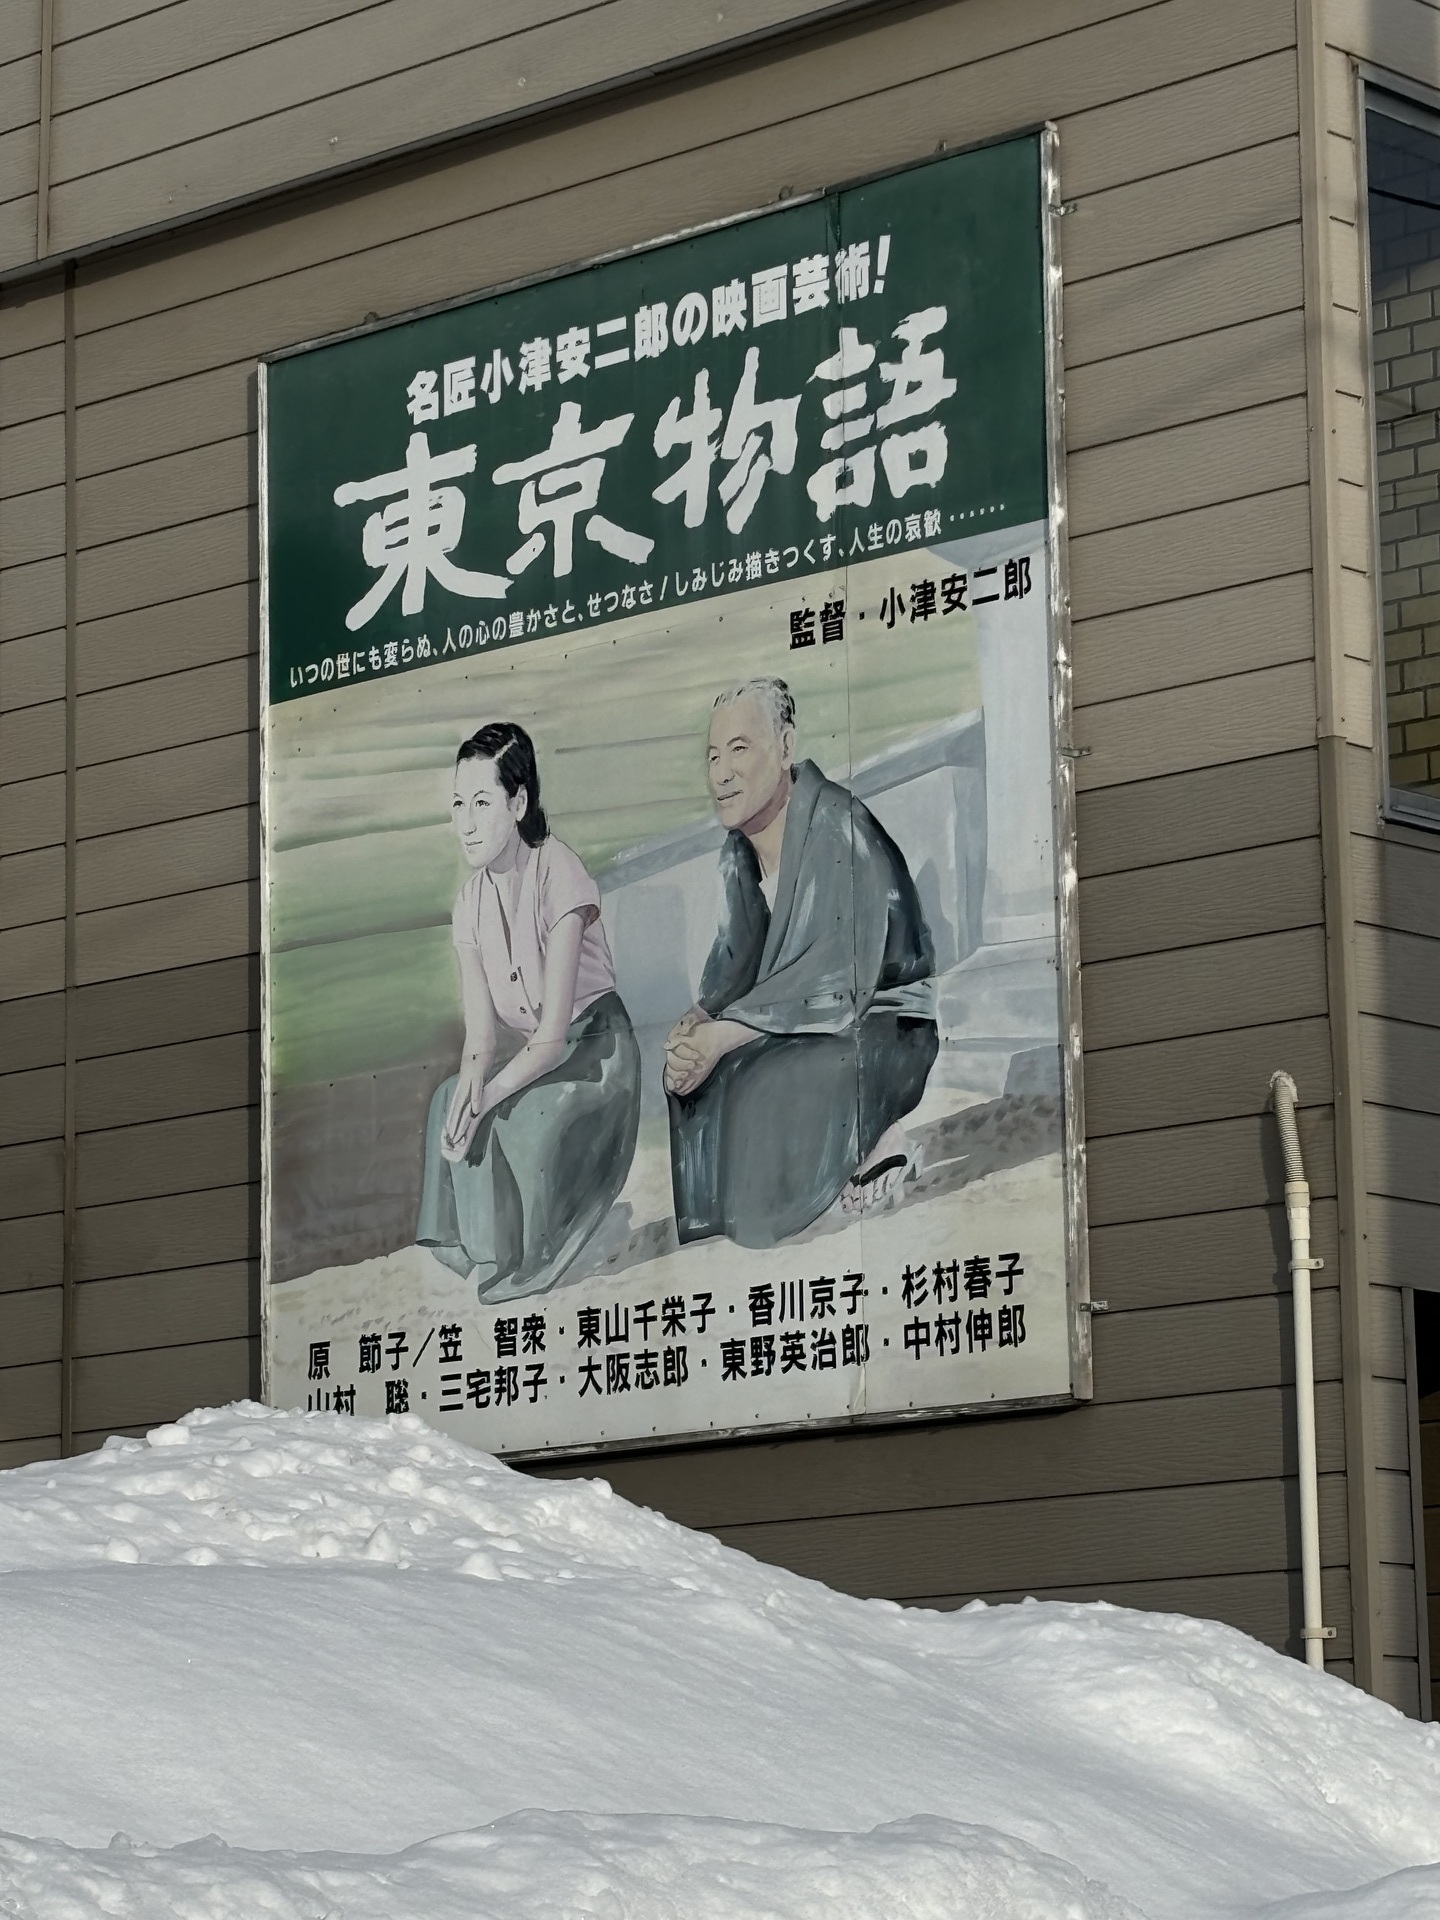 名匠小津安二郎の映画芸術!
東京物語
いつの世にも変らぬ、人の心の豊かさと、せつなさ/しみじみ描きつくす、人生の哀歓……
監督・小津安二郎
原　節子／笠　智衆・東山千栄子・香川京子・杉村春子
山村　聡・三宅邦子・大阪志郎・東野英治郎・中村伸郎